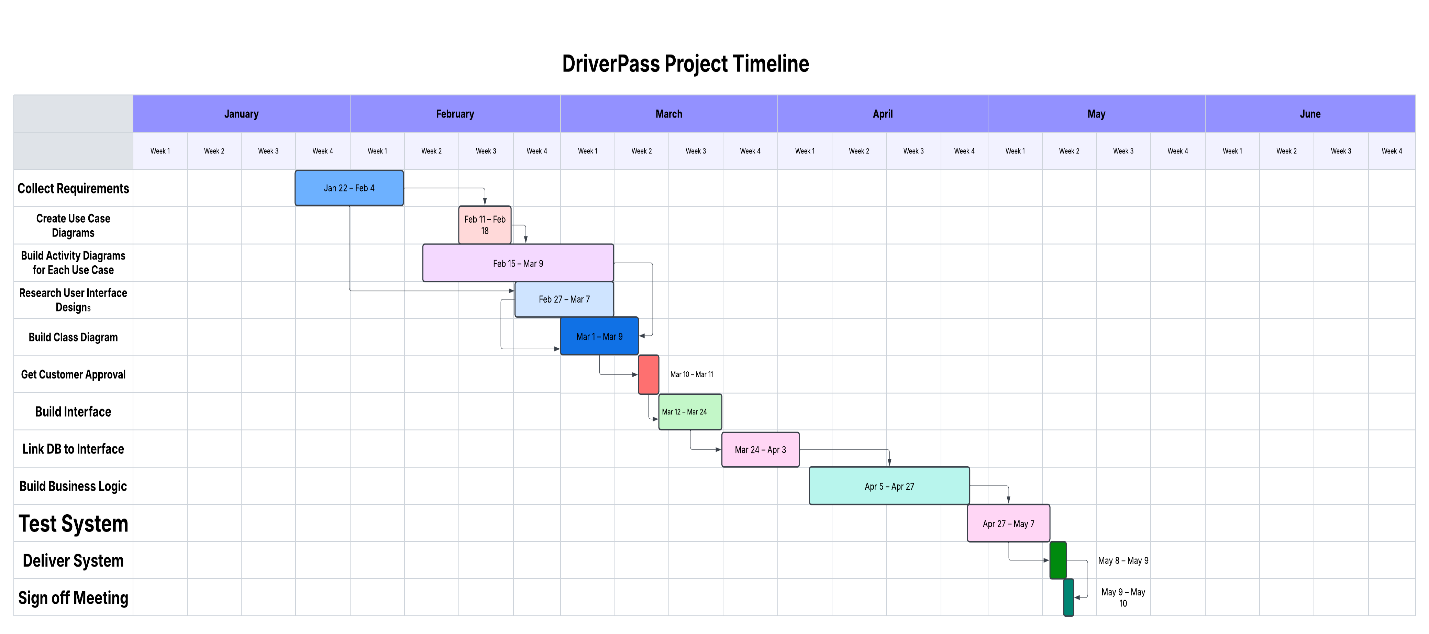 DriverPass Project Timeline
January February March April May June
Week 1 Week 2 Week 3 Week 4 Week 1 Week 2 Week 3 Week 4 Week 1 Week 2 Week 3 Week 4 Week 1 Week 2 Week 3 Week 4 Week 1 Week 2 Week 3 Week 4 Week 1 Week 2 Week 3 Week 4
Collect Requirements
Jan 22 – Feb 4
Create Use Case
Diagrams
Feb 11 – Feb
18
Build Activity Diagrams
for Each Use Case
Feb 15 – Mar 9
Research User Interface
Designs
Feb 27 – Mar 7
Build Class Diagram
Mar 1 – Mar 9
Get Customer Approval
Mar 10 – Mar 11
Build Interface
Mar 12 – Mar 24
Link DB to Interface
Mar 24 – Apr 3
Build Business Logic
Apr 5 – Apr 27
Test System
Apr 27 – May 7
Deliver System
May 8 – May 9
Sign off Meeting
May 9 – May
10